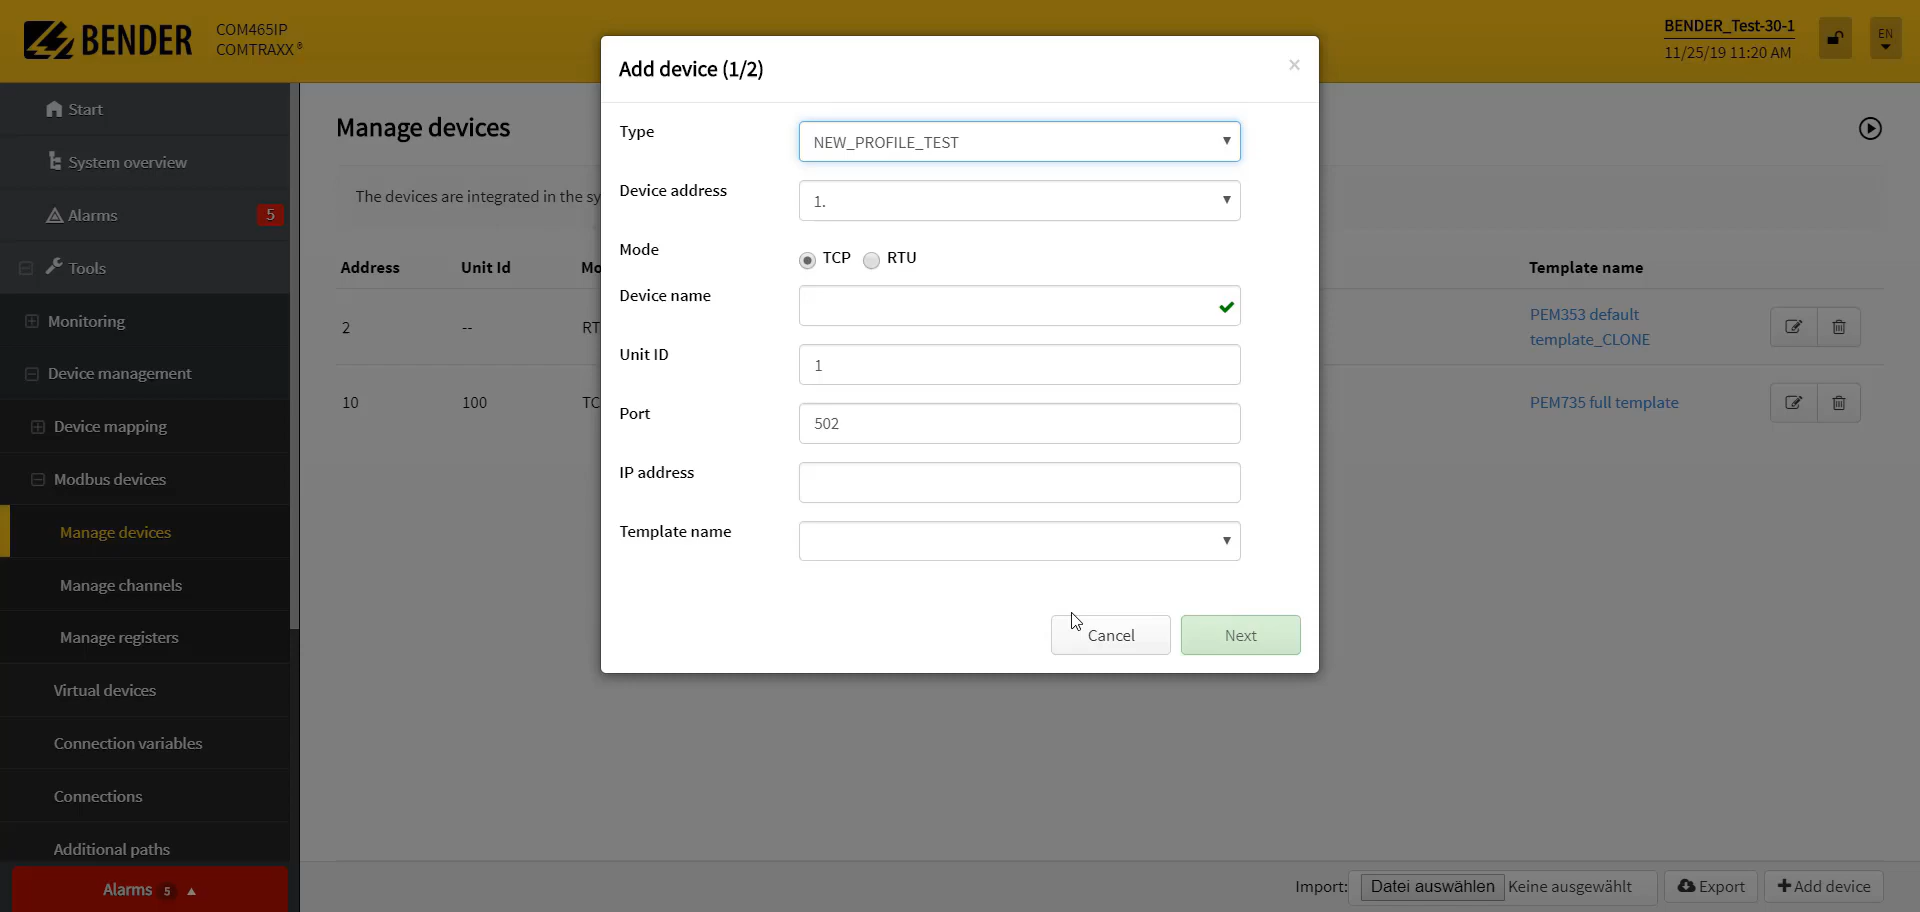 BENDER
COM465IP
COMTRAXX ®
BENDER_Test-30-1
11/25/19 11:20 AM
EN
Start
System overview
Alarms 5
Tools
Monitoring
Device management
Device mapping
Modbus devices
Manage devices
Manage channels
Manage registers
Virtual devices
Connection variables
Connections
Additional paths
Alarms 5
Manage devices
The devices are integrated in the sy
Address Unit Id Mo Template name
2 -- RT PEM353 default
template_CLONE
10 100 TC PEM735 full template
Add device (1/2)
×
Type NEW_PROFILE_TEST
Device address 1.
Mode TCP RTU
Device name
Unit ID 1
Port 502
IP address
Template name
Cancel Next
Import: Datei auswählen Keine ausgewählt Export Add device